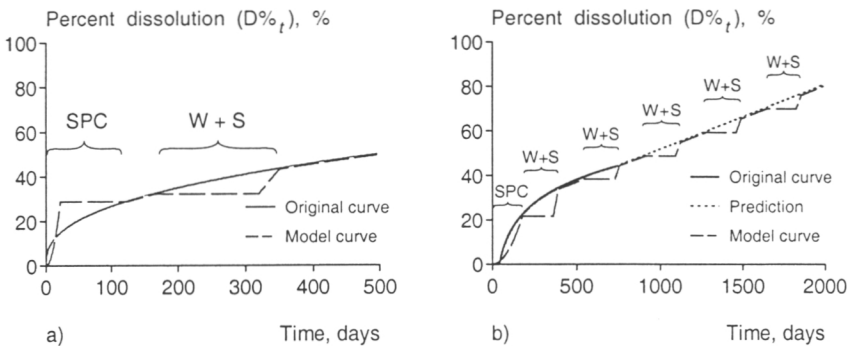 Percent dissolution (D%t), %
100
80
60
40
20
0
SPC
W + S
Original curve
Model curve
0 100 200 300 400 500
a) Time, days
Percent dissolution (D%t), %
100
80
60
40
20
0
SPC
W+S
W+S
W+S
W+S
W+S
Original curve
Prediction
Model curve
0 500 1000 1500 2000
b) Time, days